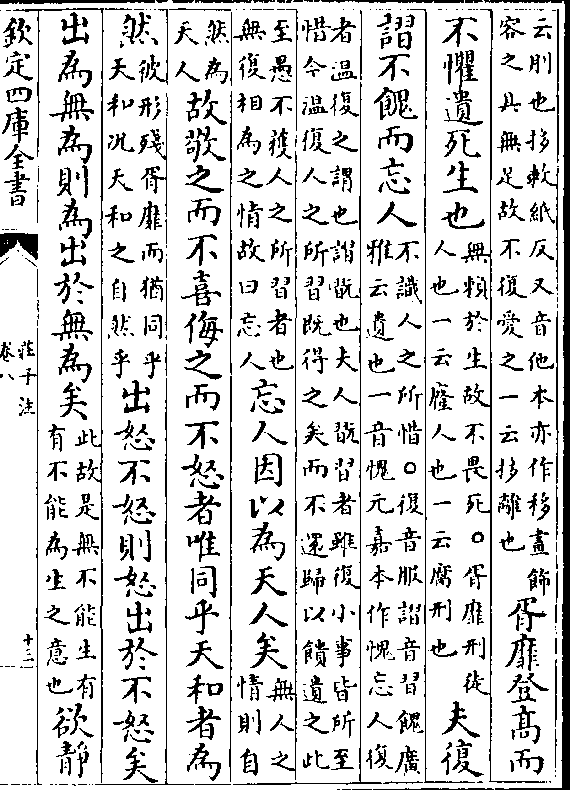 云刖也拸敕紙反又音他本亦作移畫飾容之具無足故不復愛之一云拸離也胥靡登高而
不懼遺死生也無賴於生故不畏死○胥靡刑徒人也一云癃人也一云腐刑也夫復
謵不餽而忘人不識人之所惜○復音服謵音習餽廣雅云遺也一音愧元嘉本作愧忘人復
者温復之謂也謵翫也夫人翫習者雖復小事皆所至惜今温復人之所習既得之矣而不還歸以饋遺之此
至愚不獲人之所習者也無復相為之情故曰忘人忘人因以為天人矣無人之情則自
然為天人故敬之而不喜侮之而不怒者唯同乎天和者為
然彼形殘胥靡而猶同乎天和况天和之自然乎出怒不怒則怒出於不怒矣
出為無為則為出於無為矣此故是無不能生有有不能為生之意也欲靜
欽定四庫全書
莊子注
卷八
十三